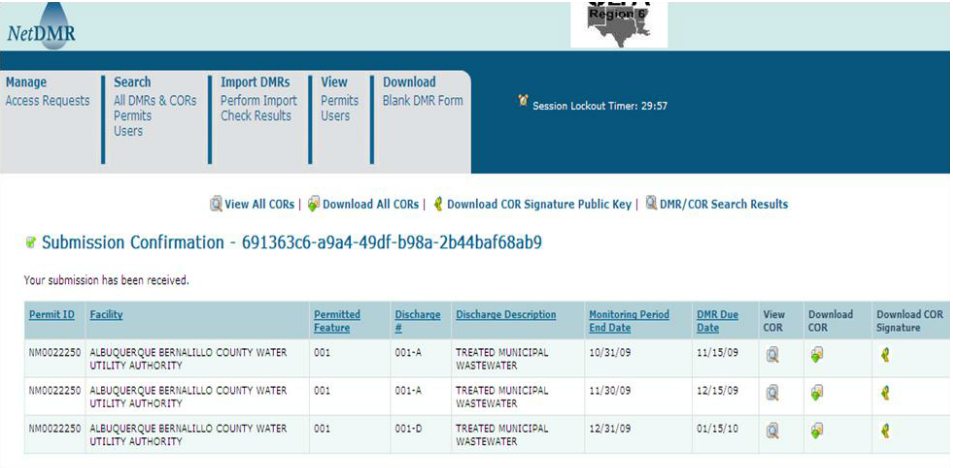 NetDMR
Region 6
Manage
Access Requests
Search
All DMRs & CORs
Permits
Users
Import DMRs
Perform Import
Check Results
View
Permits
Users
Download
Blank DMR Form
Session Lockout Timer: 29:57
View All CORs | Download All CORs | Download COR Signature Public Key | DMR/COR Search Results
Submission Confirmation - 691363c6-a9a4-49df-b98a-2b44baf68ab9
Your submission has been received.
Permit ID Facility Permitted Feature Discharge # Discharge Description Monitoring Period End Date DMR Due Date View COR Download COR Download COR Signature
NM0022250 ALBUQUERQUE BERNALILLO COUNTY WATER 001 001-A TREATED MUNICIPAL 10/31/09 11/15/09
UTILITY AUTHORITY WASTEWATER
NM0022250 ALBUQUERQUE BERNALILLO COUNTY WATER 001 001-A TREATED MUNICIPAL 11/30/09 12/15/09
UTILITY AUTHORITY WASTEWATER
NM0022250 ALBUQUERQUE BERNALILLO COUNTY WATER 001 001-D TREATED MUNICIPAL 12/31/09 01/15/10
UTILITY AUTHORITY WASTEWATER